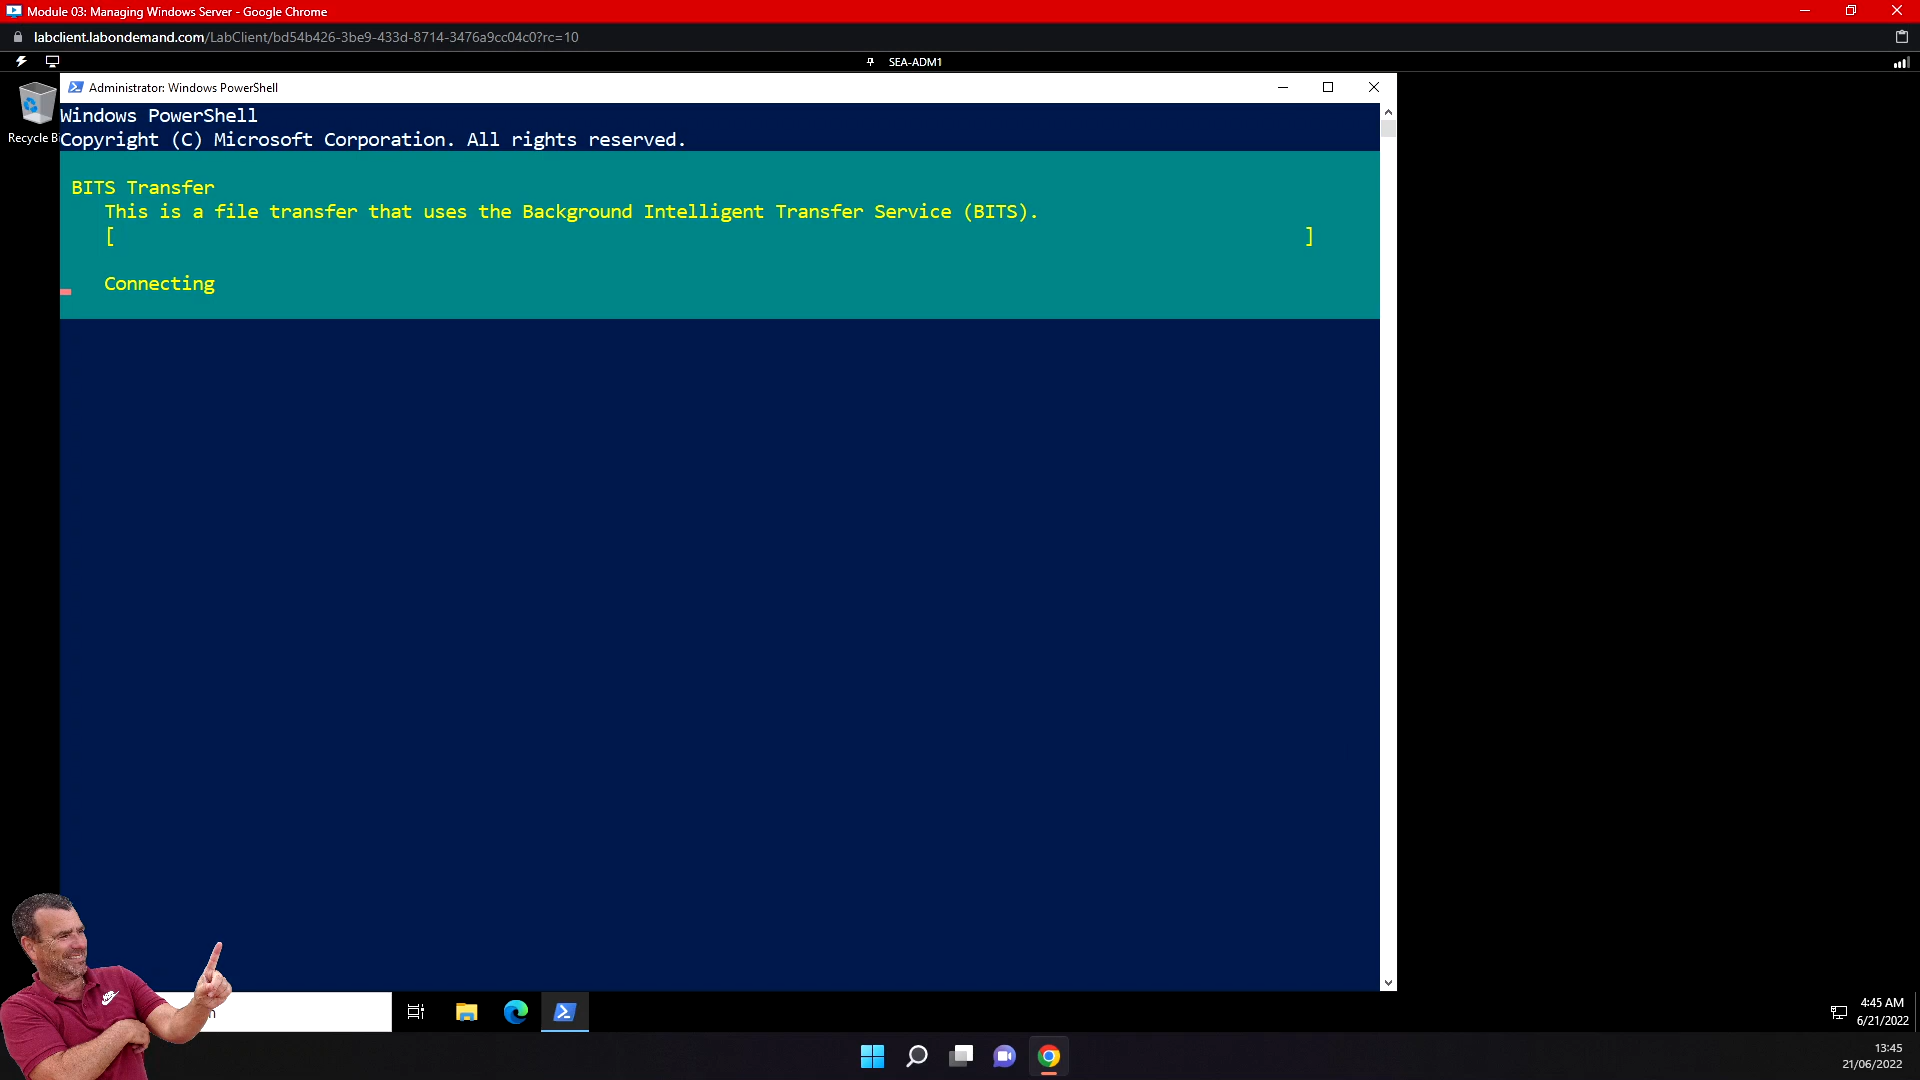 Module 03: Managing Windows Server - Google Chrome
labclient.labondemand.com/LabClient/bd54b426-3be9-433d-8714-3476a9cc04c0?rc=10
SEA-ADM1
Administrator: Windows PowerShell
Recycle
Windows PowerShell
Copyright (C) Microsoft Corporation. All rights reserved.
BITS Transfer
This is a file transfer that uses the Background Intelligent Transfer Service (BITS).
[ ]
Connecting
4:45 AM
6/21/2022
13:45
21/06/2022